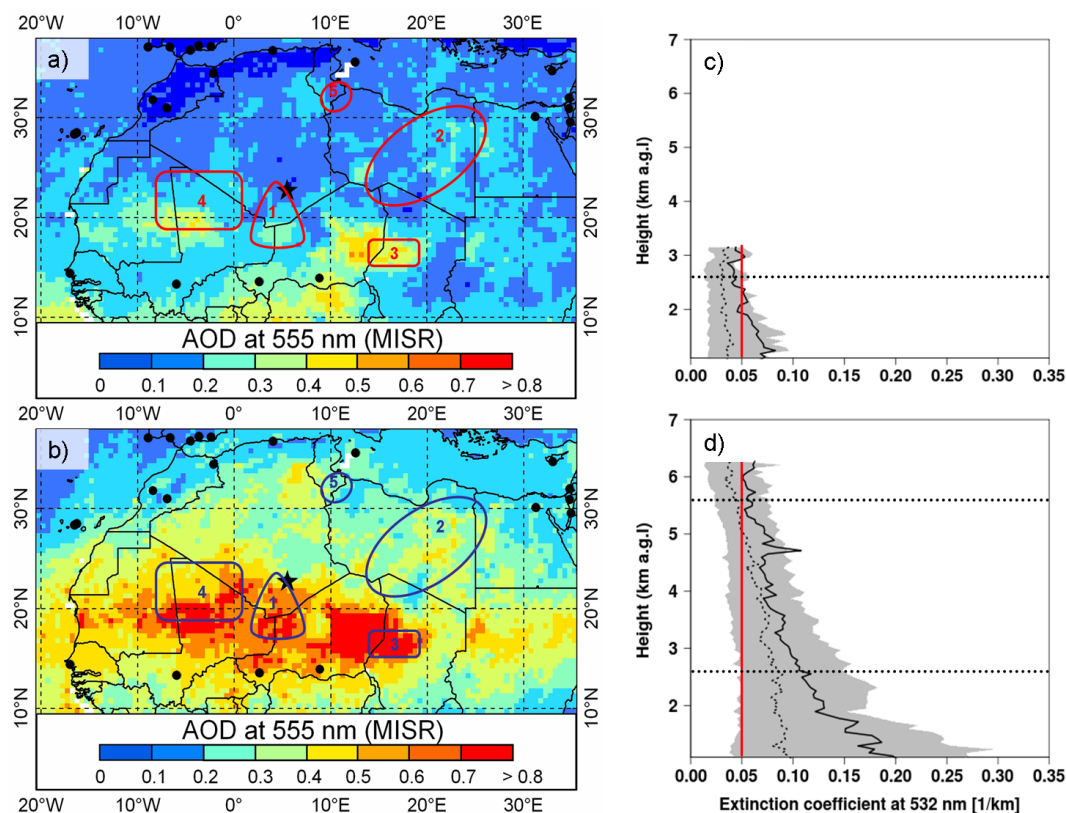 20°W 10°W 0° 10°E 20°E 30°E
a)
30°N
20°N
10°N
30°N
20°N
10°N
1
2
3
4
5
AOD at 555 nm (MISR)
0 0.1 0.2 0.3 0.4 0.5 0.6 0.7 > 0.8
20°W 10°W 0° 10°E 20°E 30°E
b)
30°N
20°N
10°N
30°N
20°N
10°N
1
2
3
4
5
AOD at 555 nm (MISR)
0 0.1 0.2 0.3 0.4 0.5 0.6 0.7 > 0.8
20°W 10°W 0° 10°E 20°E 30°E
c)
Height (km a.g.l)
7
6
5
4
3
2
0.00 0.05 0.10 0.15 0.20 0.25 0.30 0.35
d)
Height (km a.g.l)
7
6
5
4
3
2
0.00 0.05 0.10 0.15 0.20 0.25 0.30 0.35
Extinction coefficient at 532 nm [1/km]